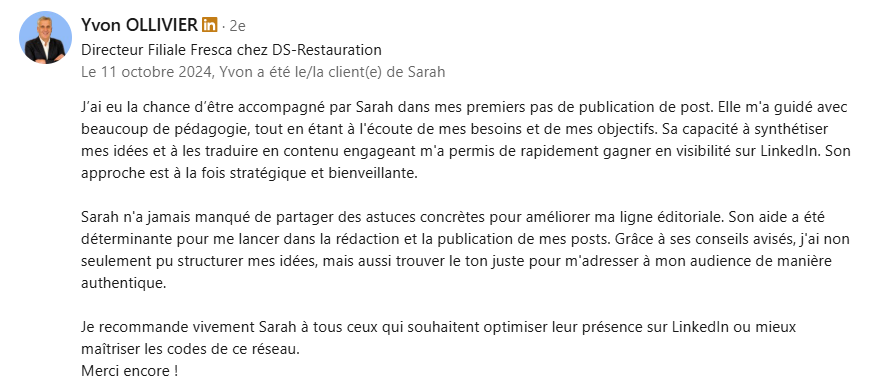 Yvon OLLIVIER in · 2e
Directeur Filiale Fresca chez DS-Restauration
Le 11 octobre 2024, Yvon a été le/la client(e) de Sarah
J’ai eu la chance d’être accompagné par Sarah dans mes premiers pas de publication de post. Elle m'a guidé avec
beaucoup de pédagogie, tout en étant à l'écoute de mes besoins et de mes objectifs. Sa capacité à synthétiser
mes idées et à les traduire en contenu engageant m'a permis de rapidement gagner en visibilité sur LinkedIn. Son
approche est à la fois stratégique et bienveillante.
Sarah n'a jamais manqué de partager des astuces concrètes pour améliorer ma ligne éditoriale. Son aide a été
déterminante pour me lancer dans la rédaction et la publication de mes posts. Grâce à ses conseils avisés, j'ai non
seulement pu structurer mes idées, mais aussi trouver le ton juste pour m'adresser à mon audience de manière
authentique.
Je recommande vivement Sarah à tous ceux qui souhaitent optimiser leur présence sur LinkedIn ou mieux
maîtriser les codes de ce réseau.
Merci encore !